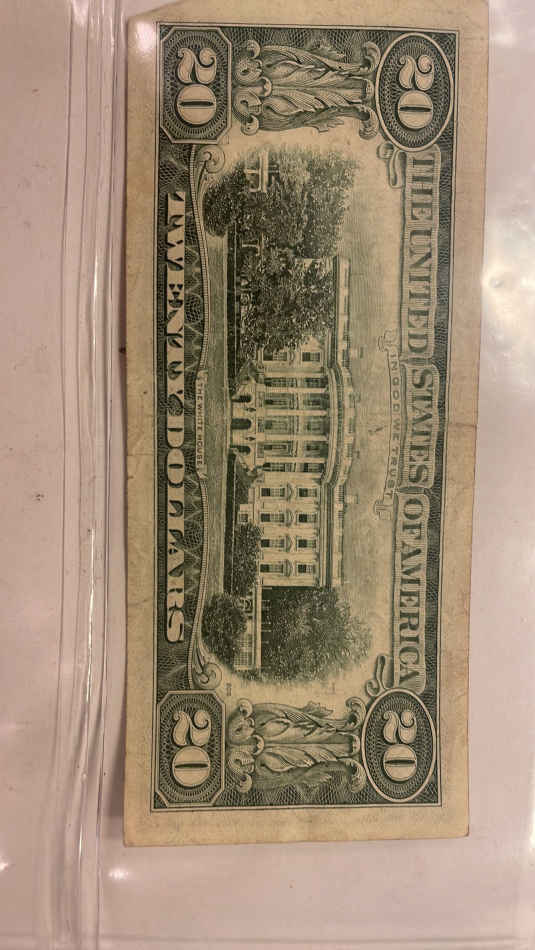 20 THE UNITED STATES OF AMERICA 20
IN GOD WE TRUST
THE WHITE HOUSE
20 TWENTY DOLLARS 20